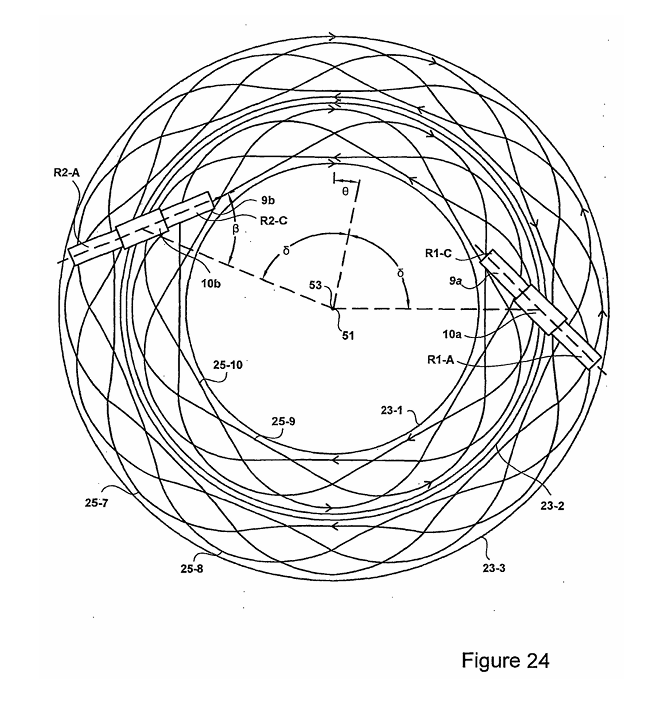 R2-A
9b
R2-C
β
10b
θ
δ
δ
53
51
R1-C
9a
10a
R1-A
25-10
25-9
23-1
25-7
23-2
25-8
23-3
Figure 24